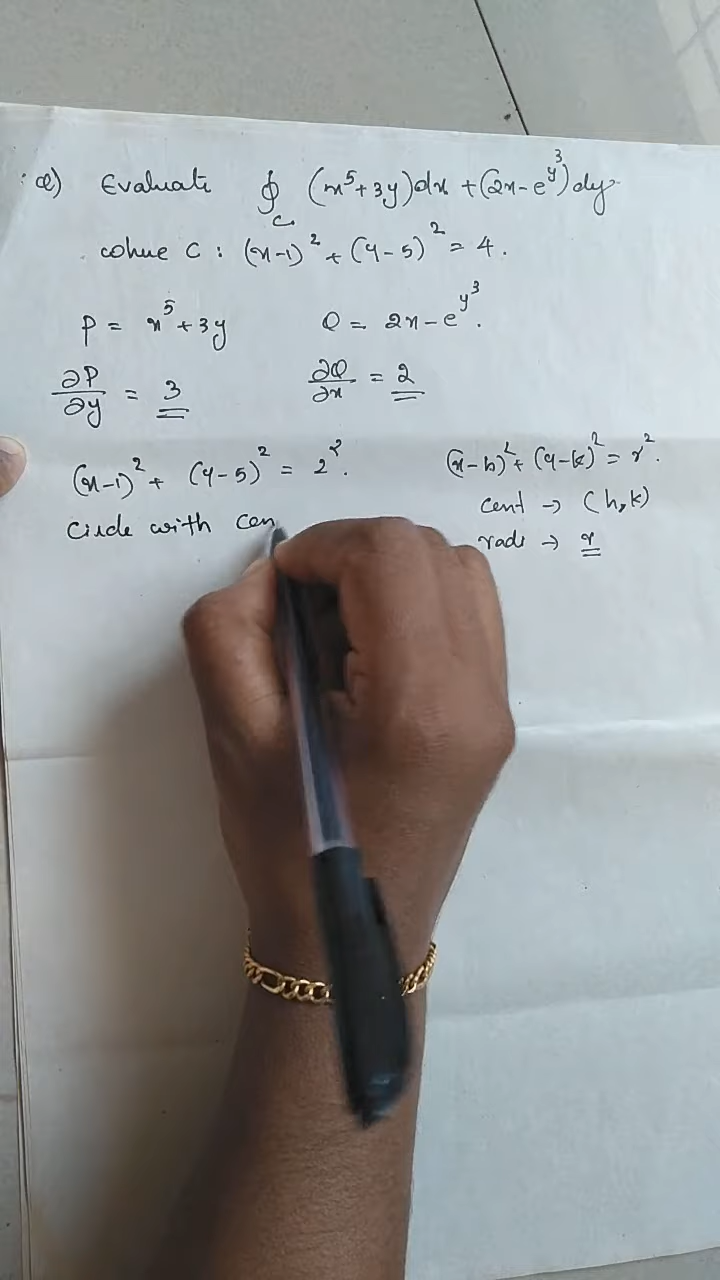 Q) Evaluate ∮_C (x⁵+3y)dx + (2x-e^y³)dy
where C : (x-1)² + (y-5)² = 4.
P = x⁵+3y Q = 2x-e^y³.
∂P/∂y = 3 ∂Q/∂x = 2
(x-1)² + (y-5)² = 2². (x-h)²+(y-k)² = r².
cent → (h,k)
Circle with cen
rads → r